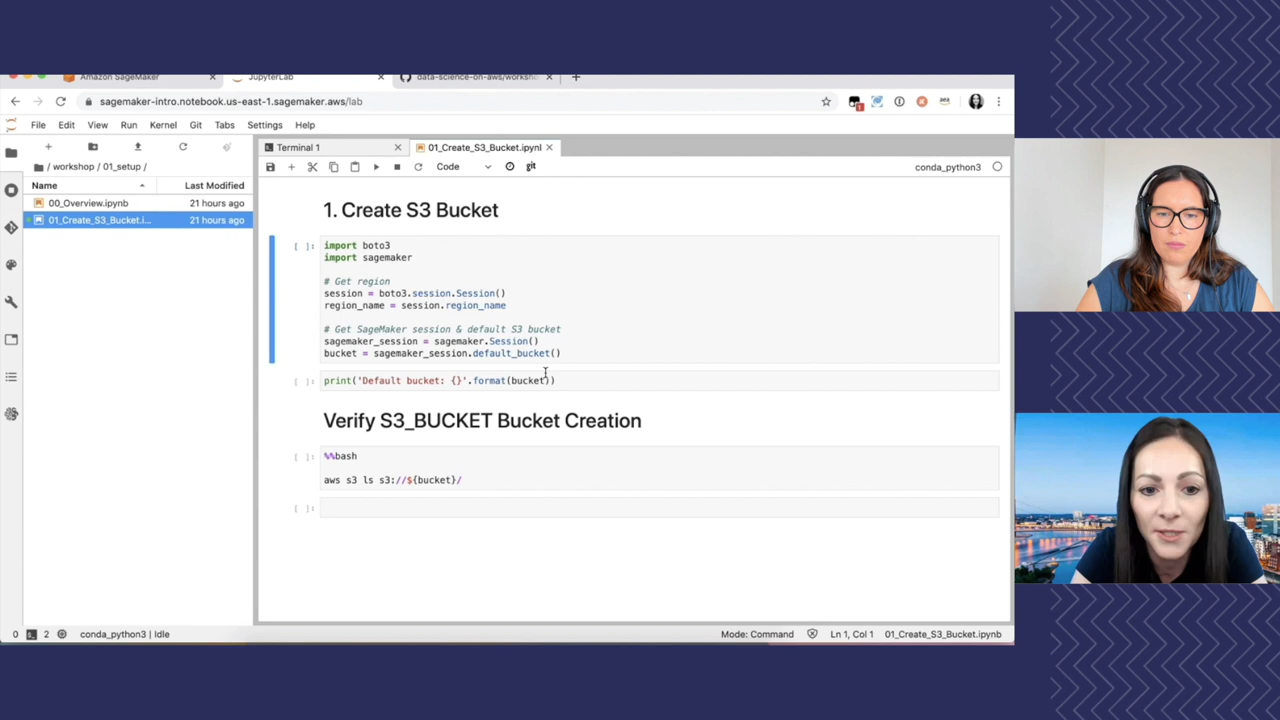 Amazon SageMaker
JupyterLab
data-science-on-aws/worksho
sagemaker-intro.notebook.us-east-1.sagemaker.aws/lab
File Edit View Run Kernel Git Tabs Settings Help
Terminal 1
01_Create_S3_Bucket.ipynl
/ workshop / 01_setup /
Code
git
conda_python3
Name Last Modified
00_Overview.ipynb 21 hours ago
01_Create_S3_Bucket.i... 21 hours ago
1. Create S3 Bucket
[ ]:
import boto3
import sagemaker
# Get region
session = boto3.session.Session()
region_name = session.region_name
# Get SageMaker session & default S3 bucket
sagemaker_session = sagemaker.Session()
bucket = sagemaker_session.default_bucket()
[ ]: print('Default bucket: {}'.format(bucket))
Verify S3_BUCKET Bucket Creation
[ ]: %%bash
aws s3 ls s3://${bucket}/
[ ]:
0 2 conda_python3 | Idle
Mode: Command Ln 1, Col 1 01_Create_S3_Bucket.ipynb